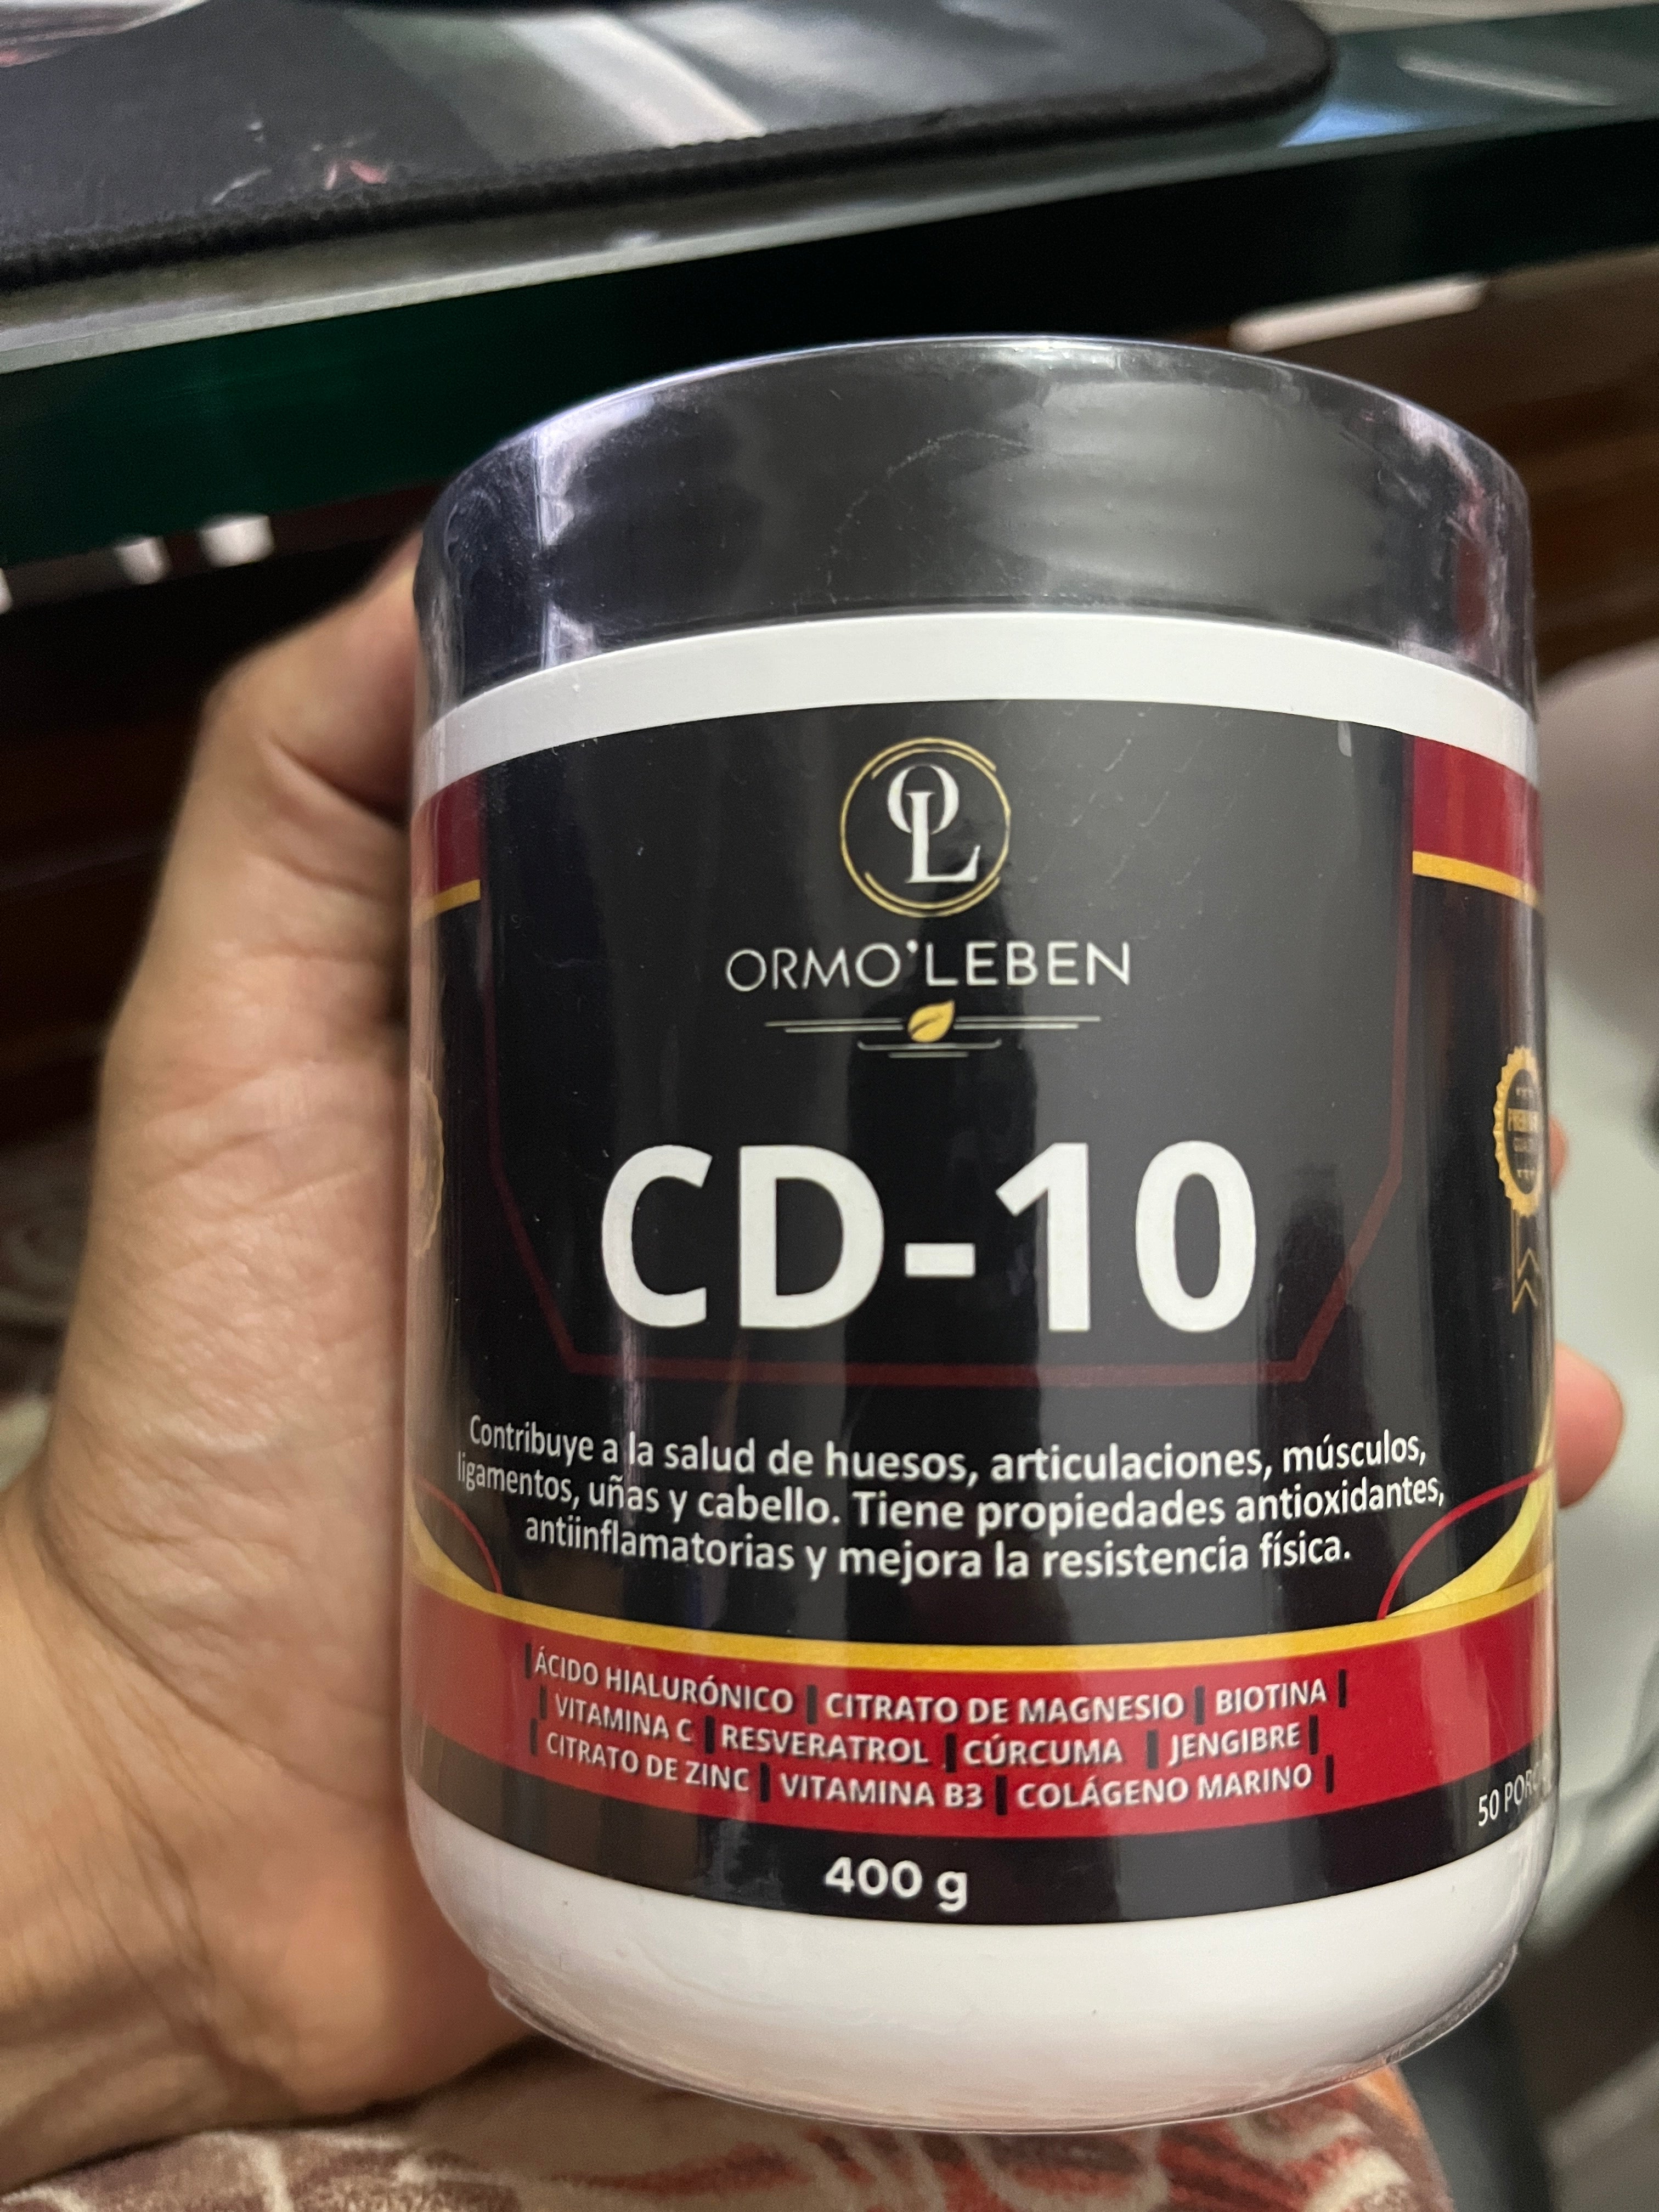 OL
ORMO'LEBEN
CD-10
Contribuye a la salud de huesos, articulaciones, músculos,
ligamentos, uñas y cabello. Tiene propiedades antioxidantes,
antiinflamatorias y mejora la resistencia física.
|ÁCIDO HIALURÓNICO | CITRATO DE MAGNESIO | BIOTINA |
| VITAMINA C | RESVERATROL | CÚRCUMA | JENGIBRE |
| CITRATO DE ZINC | VITAMINA B3 | COLÁGENO MARINO |
400 g
50
PREMIUM